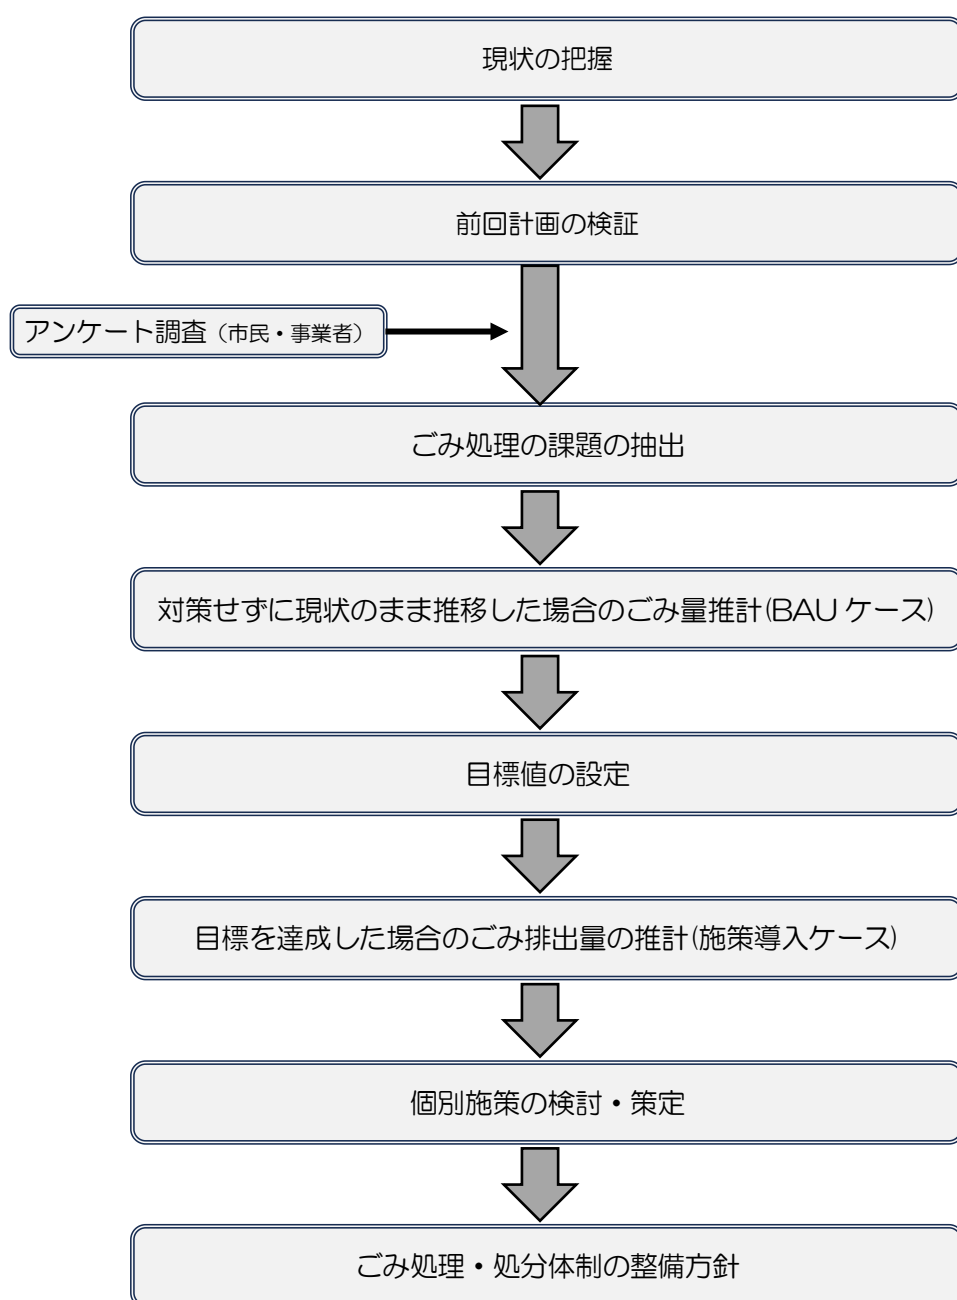 現状の把握
前回計画の検証
アンケート調査（市民・事業者）
ごみ処理の課題の抽出
対策せずに現状のまま推移した場合のごみ量推計(BAUケース)
目標値の設定
目標を達成した場合のごみ排出量の推計(施策導入ケース)
個別施策の検討・策定
ごみ処理・処分体制の整備方針